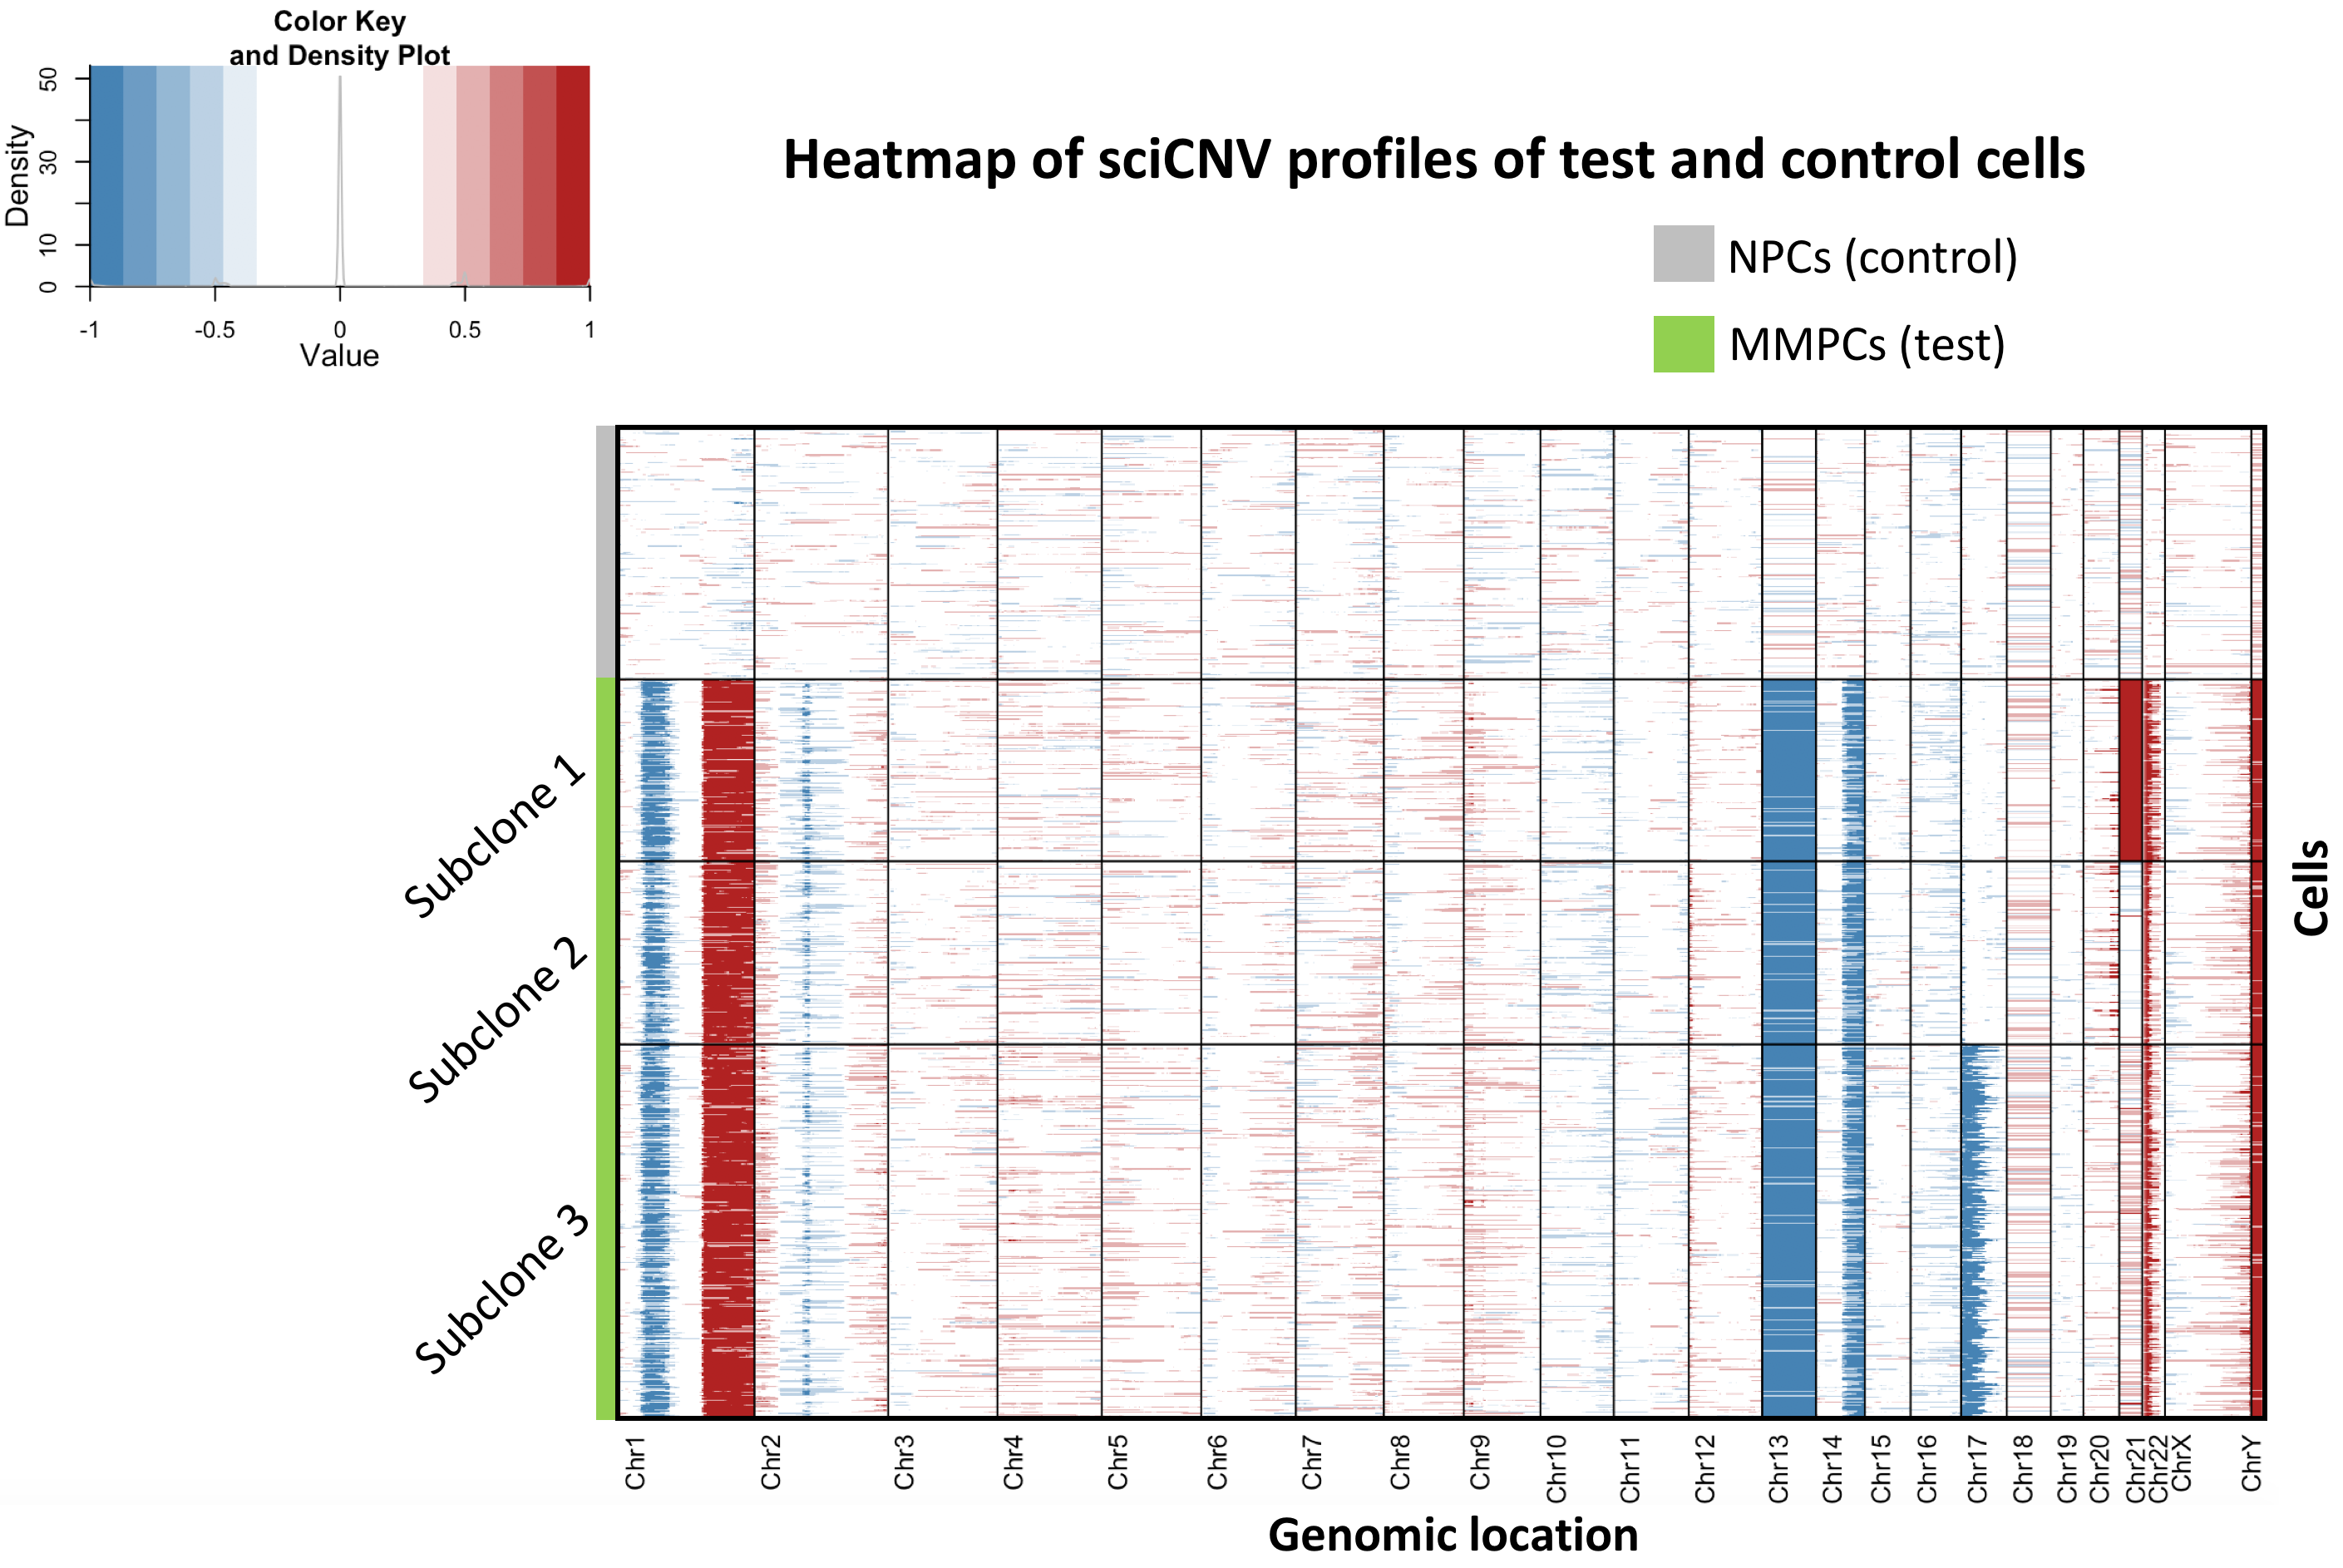 Color Key
and Density Plot
Density
50
30
10
0
-1
-0.5
0
0.5
1
Value
Heatmap of sciCNV profiles of test and control cells
NPCs (control)
MMPCs (test)
Subclone 1
Subclone 2
Subclone 3
Cells
Chr1
Chr2
Chr3
Chr4
Chr5
Chr6
Chr7
Chr8
Chr9
Chr10
Chr11
Chr12
Chr13
Chr14
Chr15
Chr16
Chr17
Chr18
Chr19
Chr20
Chr21
Chr22
ChrX
ChrY
Genomic location